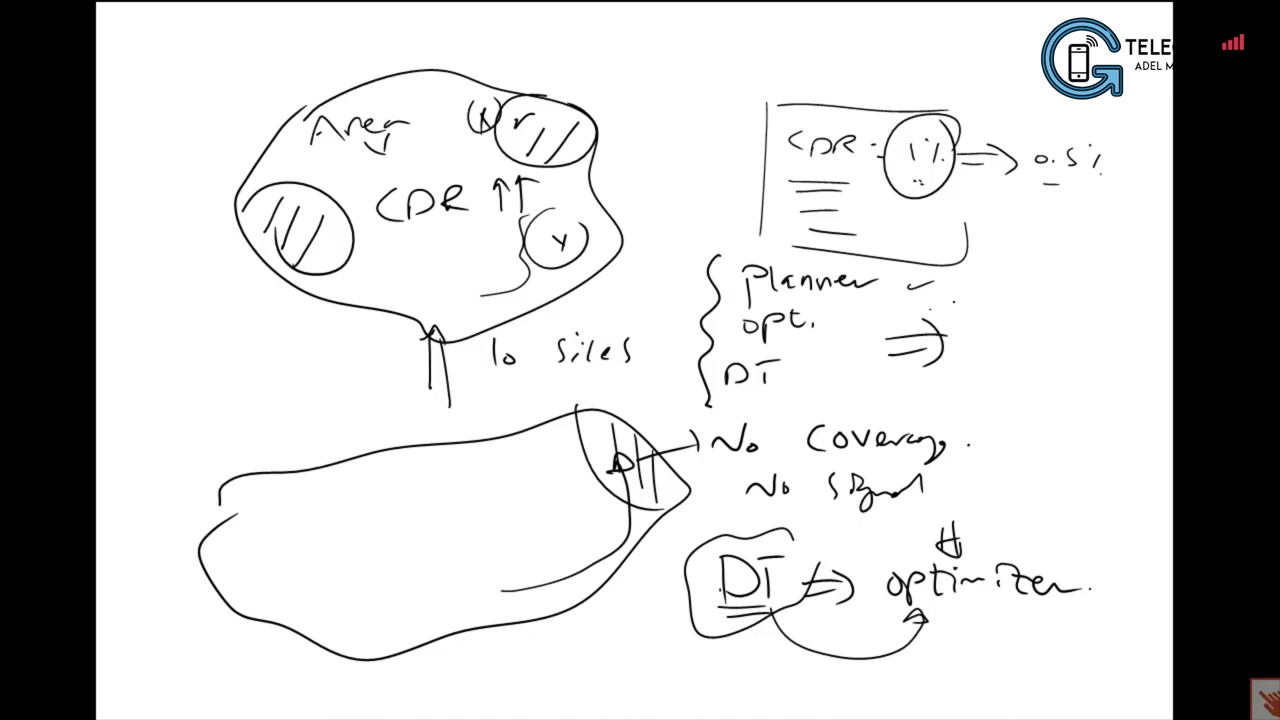 TELE
ADEL M
Area
X
CDR ↑↑
Y
CDR : 1% ⇒ 0.5%
Planner ✓
opt.
DT
10 sites
No Coverage.
No signal
DT ⇒ optimizer.